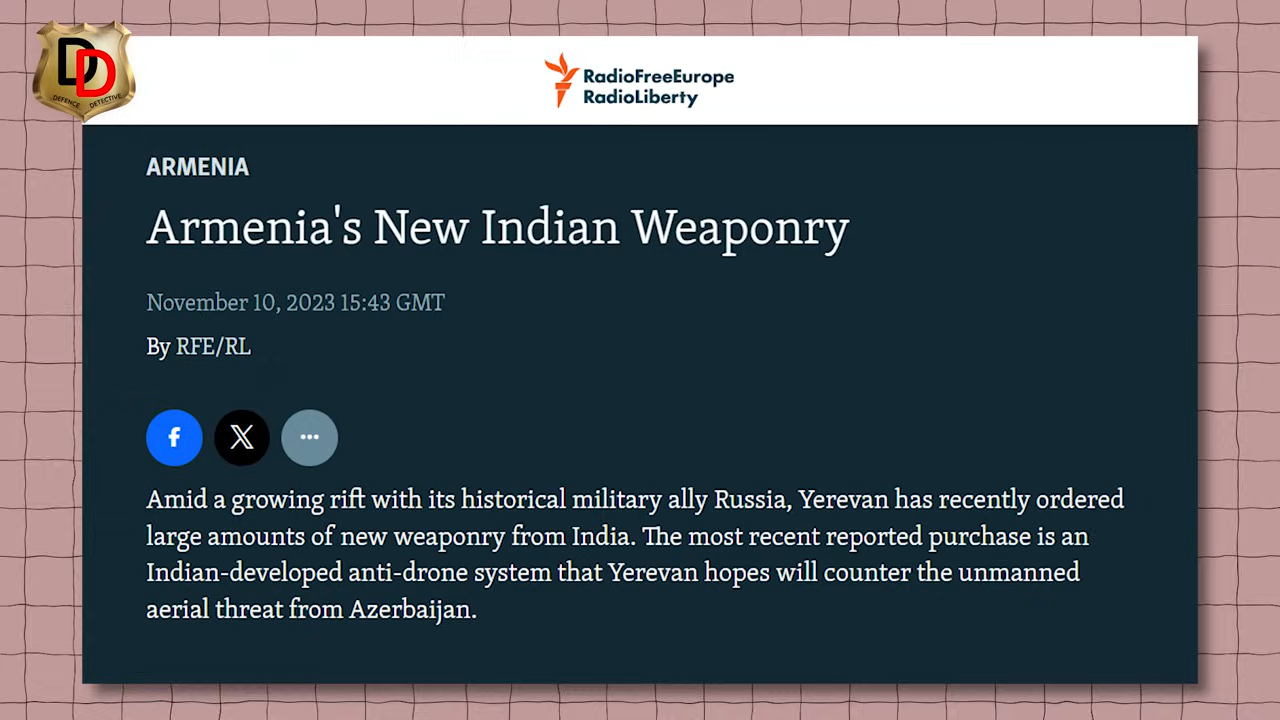 DD
DEFENCE DETECTIVE
RadioFreeEurope
RadioLiberty
ARMENIA
Armenia's New Indian Weaponry
November 10, 2023 15:43 GMT
By RFE/RL
Amid a growing rift with its historical military ally Russia, Yerevan has recently ordered
large amounts of new weaponry from India. The most recent reported purchase is an
Indian-developed anti-drone system that Yerevan hopes will counter the unmanned
aerial threat from Azerbaijan.